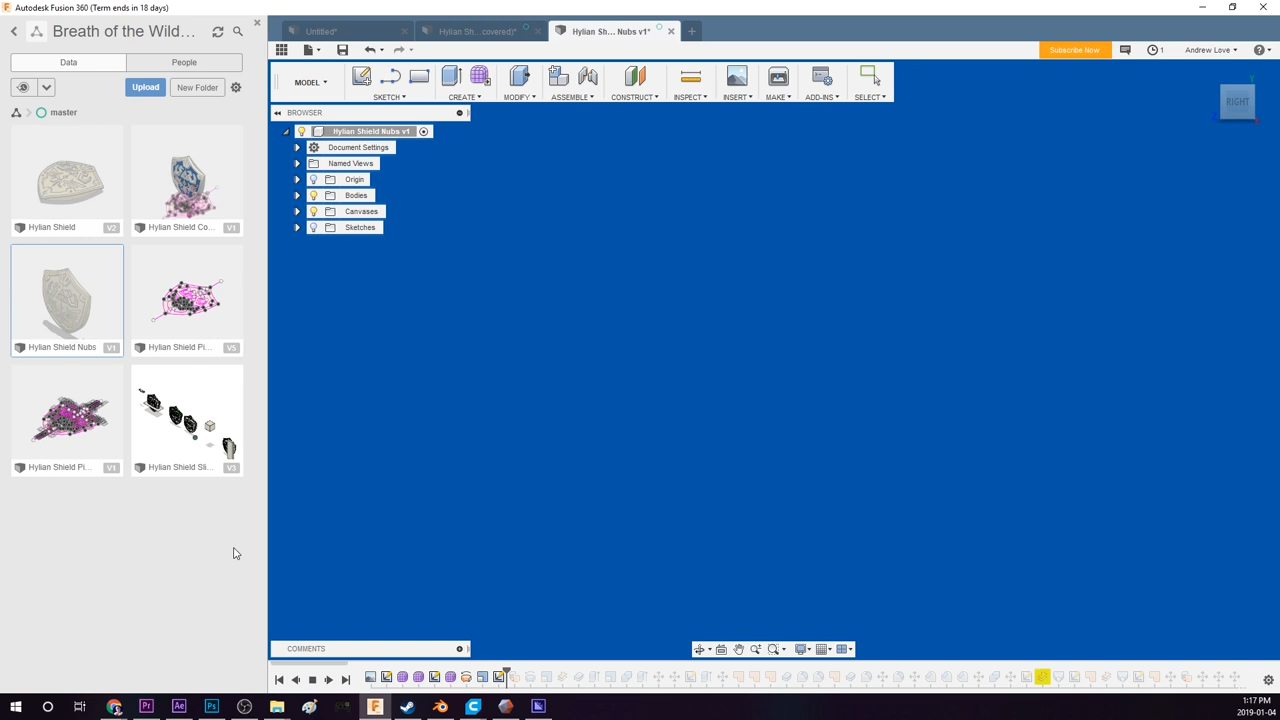 Autodesk Fusion 360 (Term ends in 18 days)
Breath of the Wild...
Data
People
Upload
New Folder
master
Hylian Shield
V2
Hylian Shield Co...
V1
Hylian Shield Nubs
V1
Hylian Shield Pi...
V5
Hylian Shield Pi...
V1
Hylian Shield Sli...
V3
Untitled*
Hylian Sh...covered)*
Hylian Sh... Nubs v1*
Subscribe Now
1
Andrew Love
MODEL
SKETCH
CREATE
MODIFY
ASSEMBLE
CONSTRUCT
INSPECT
INSERT
MAKE
ADD-INS
SELECT
BROWSER
Hylian Shield Nubs v1
Document Settings
Named Views
Origin
Bodies
Canvases
Sketches
RIGHT
Y
COMMENTS
1:17 PM
2019-01-04